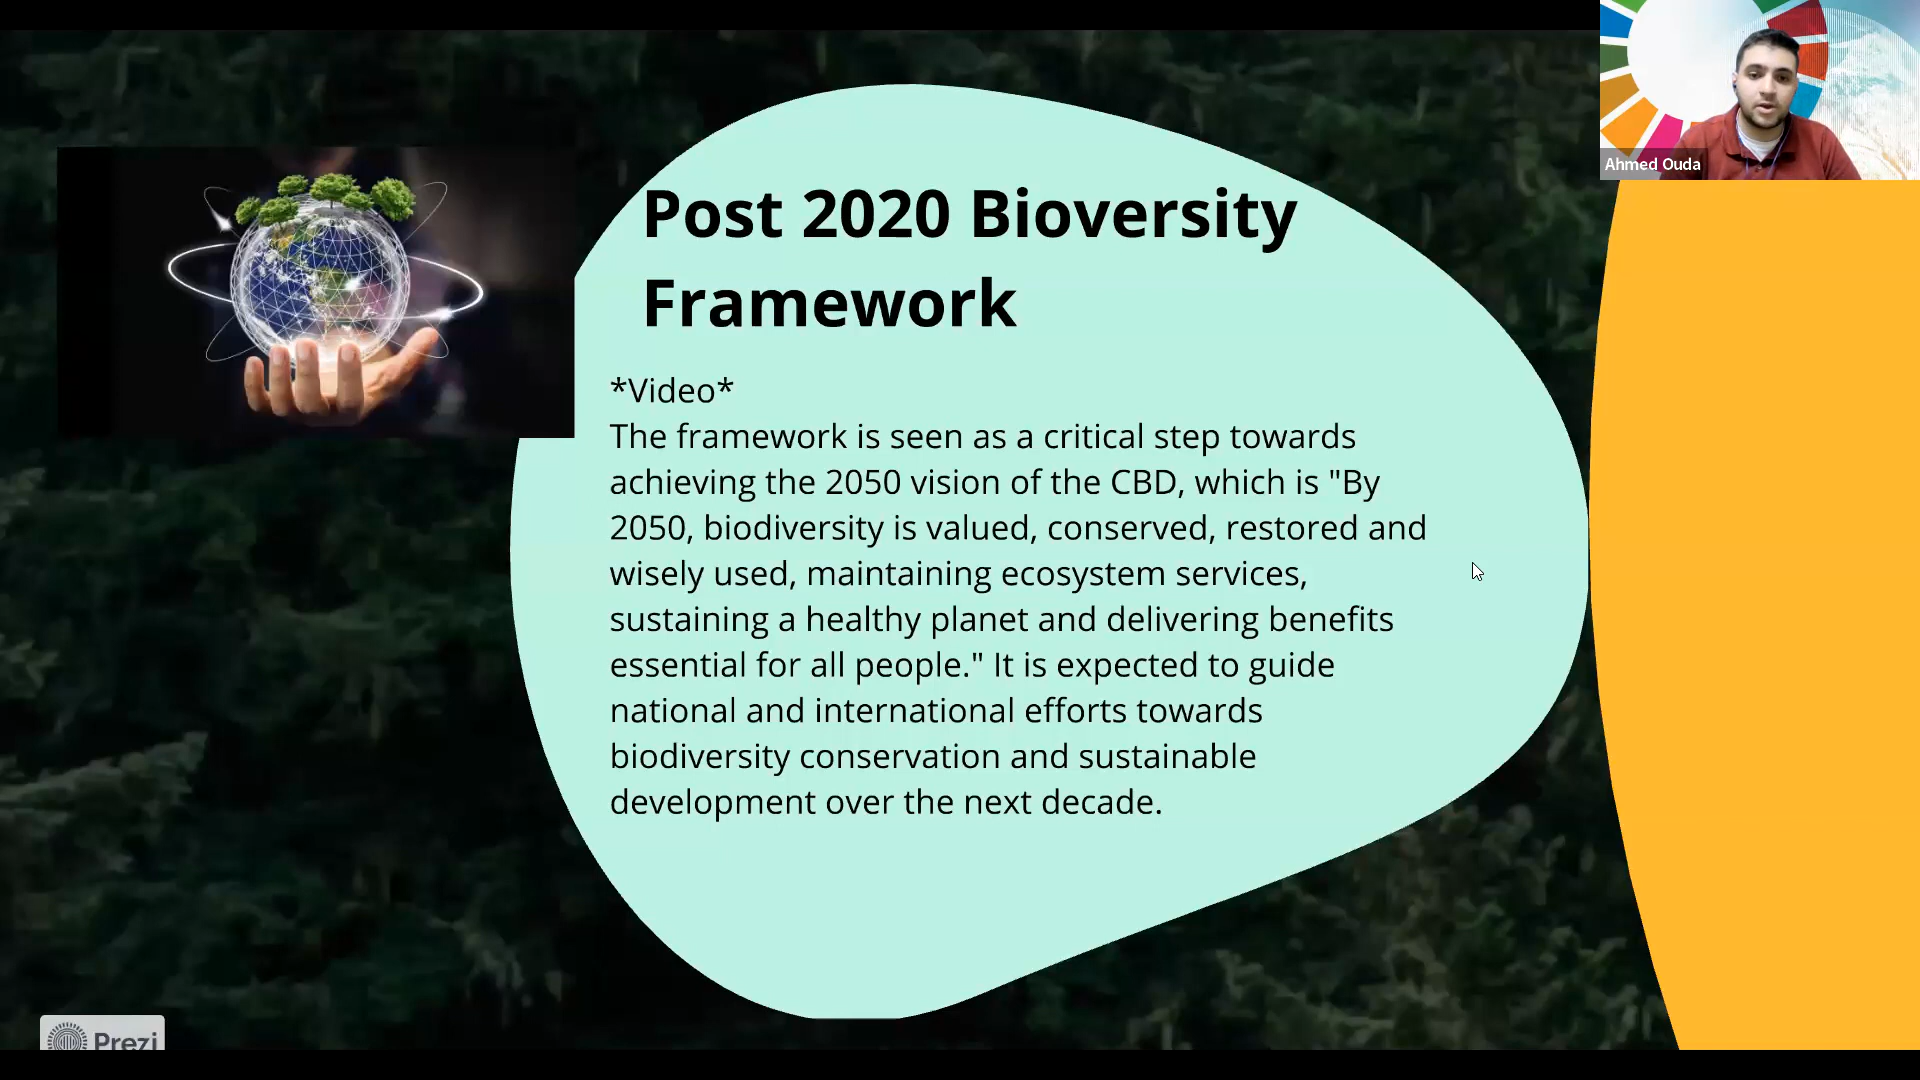 Ahmed Ouda
Post 2020 Bioversity
Framework
*Video*
The framework is seen as a critical step towards
achieving the 2050 vision of the CBD, which is "By
2050, biodiversity is valued, conserved, restored and
wisely used, maintaining ecosystem services,
sustaining a healthy planet and delivering benefits
essential for all people." It is expected to guide
national and international efforts towards
biodiversity conservation and sustainable
development over the next decade.
Prezi